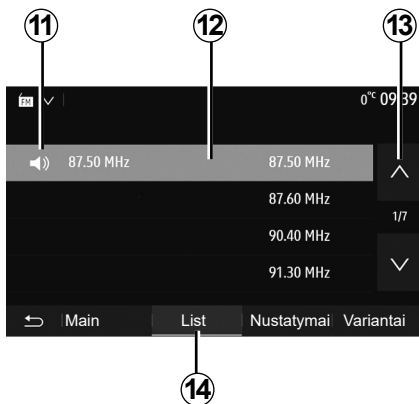 11 12 13
FM 0°C 09:39
87.50 MHz 87.50 MHz
87.60 MHz
1/7
90.40 MHz
91.30 MHz
Main List Nustatymai Variantai
14